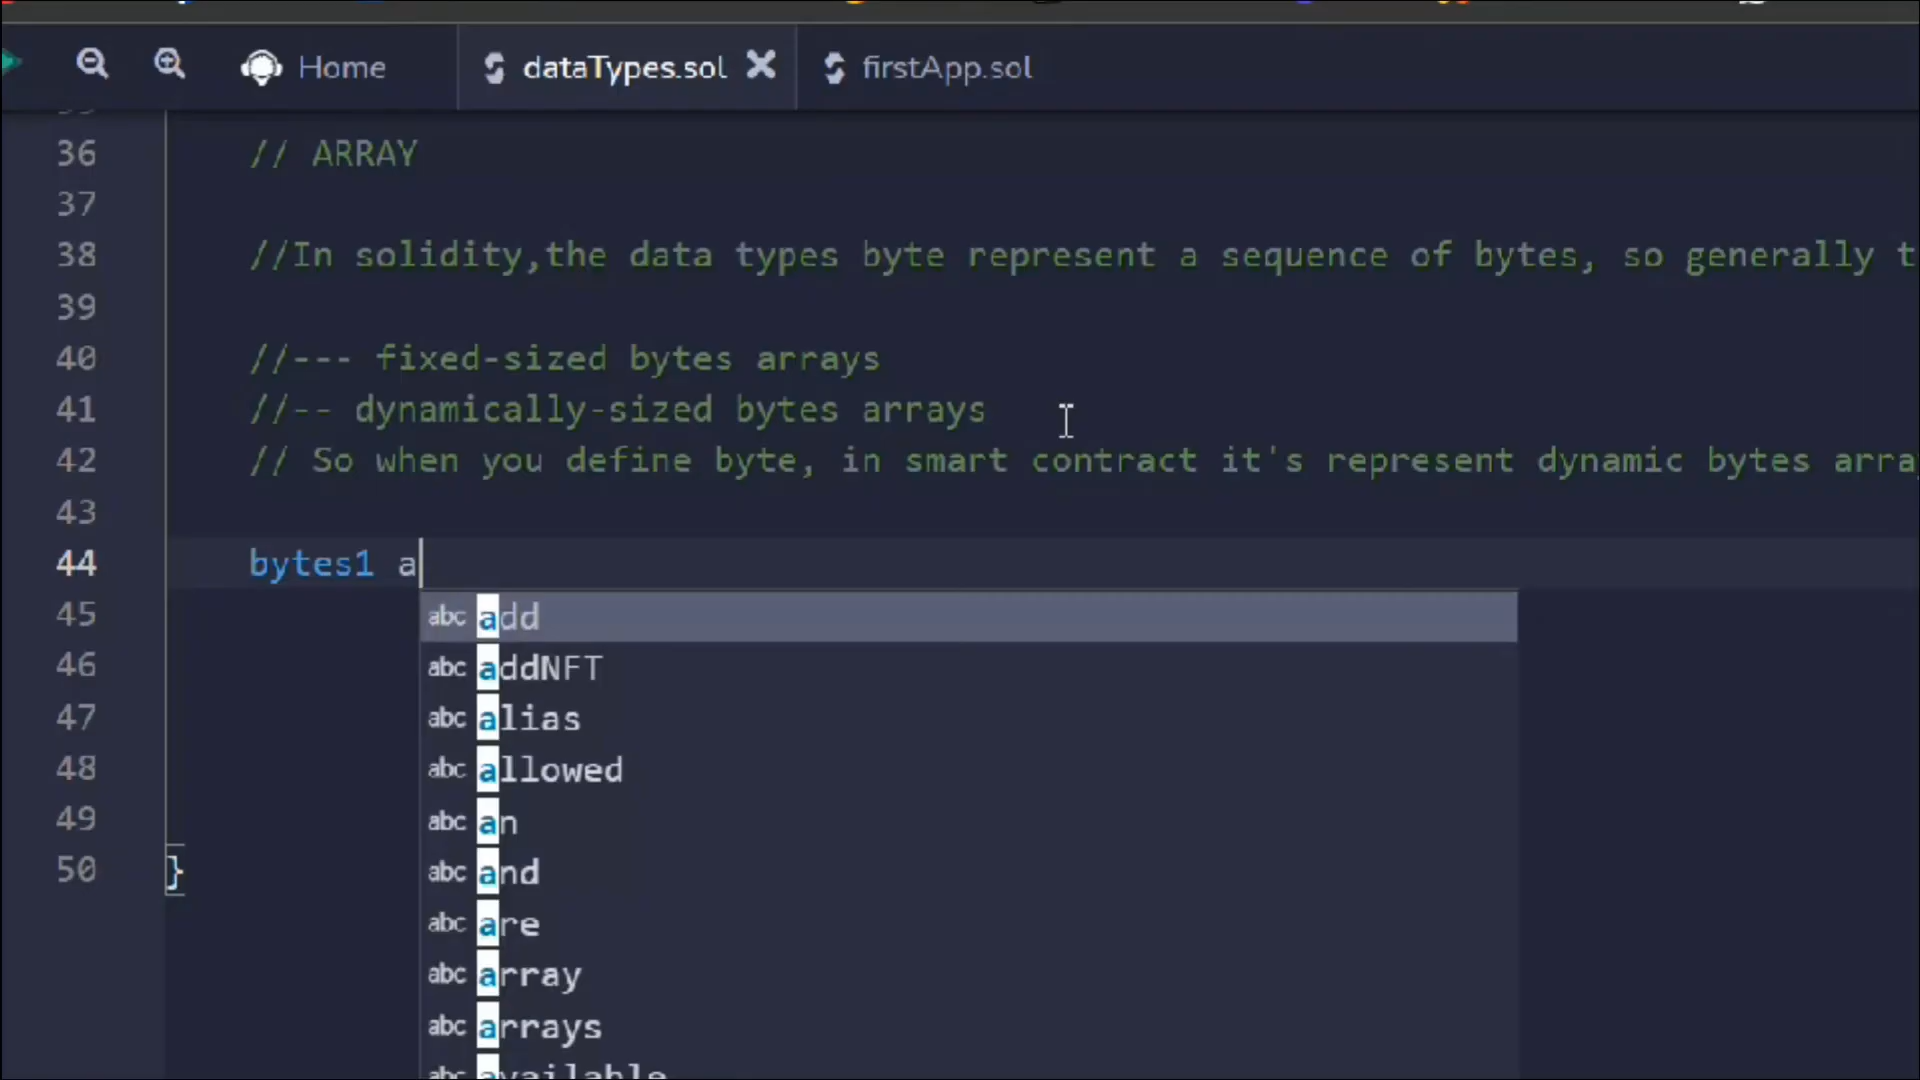 Home dataTypes.sol firstApp.sol
36 // ARRAY
37
38 //In solidity,the data types byte represent a sequence of bytes, so generally t
39
40 //--- fixed-sized bytes arrays
41 //-- dynamically-sized bytes arrays
42 // So when you define byte, in smart contract it's represent dynamic bytes arra
43
44 bytes1 a
45 abc add
46 abc addNFT
47 abc alias
48 abc allowed
49 abc an
50 } abc and
abc are
abc array
abc arrays
abc available